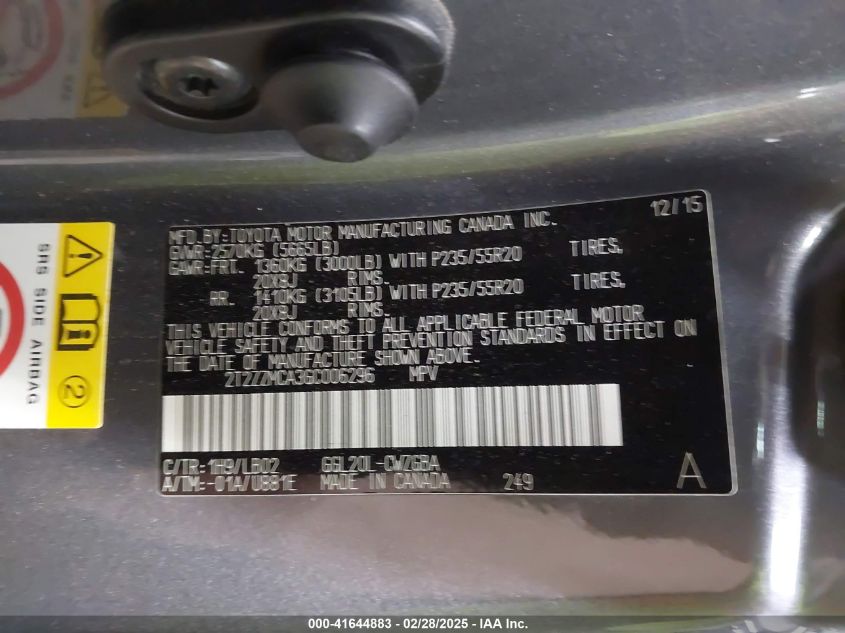 MFD.BY:TOYOTA MOTOR MANUFACTURING CANADA INC. 12/15
GVWR:2570KG (5665LB)
GAWR:FRT. 1360KG (3000LB) WITH P235/55R20 TIRES,
20X8J RIMS.
RR. 1410KG (3105LB) WITH P235/55R20 TIRES,
20X8J RIMS.
THIS VEHICLE CONFORMS TO ALL APPLICABLE FEDERAL MOTOR
VEHICLE SAFETY AND THEFT PREVENTION STANDARDS IN EFFECT ON
THE DATE OF MANUFACTURE SHOWN ABOVE.
2T2ZZMCA3GC006296 MPV
C/TR:1H9/LB02 GGL20L-CWZGBA
A/TM:-01A/U881E MADE IN CANADA 249 A
SRS SIDE AIRBAG
2
000-41644883 / 02/28/2025 - IAA Inc.